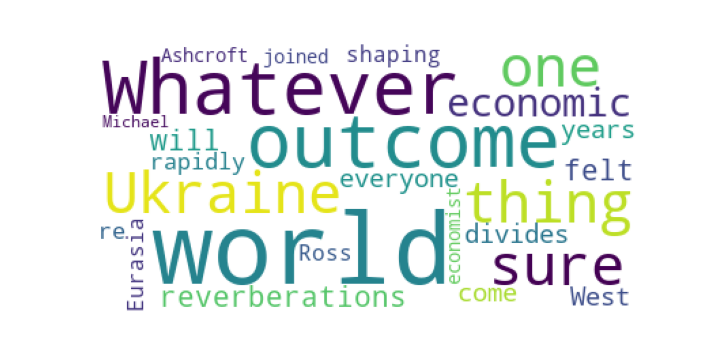 Ashcroft joined shaping one
Whatever economic
Michael
will outcome years
rapidly felt
Ukraine everyone thing
re
Eurasia world Ross economist divides
sure
reverberations come West